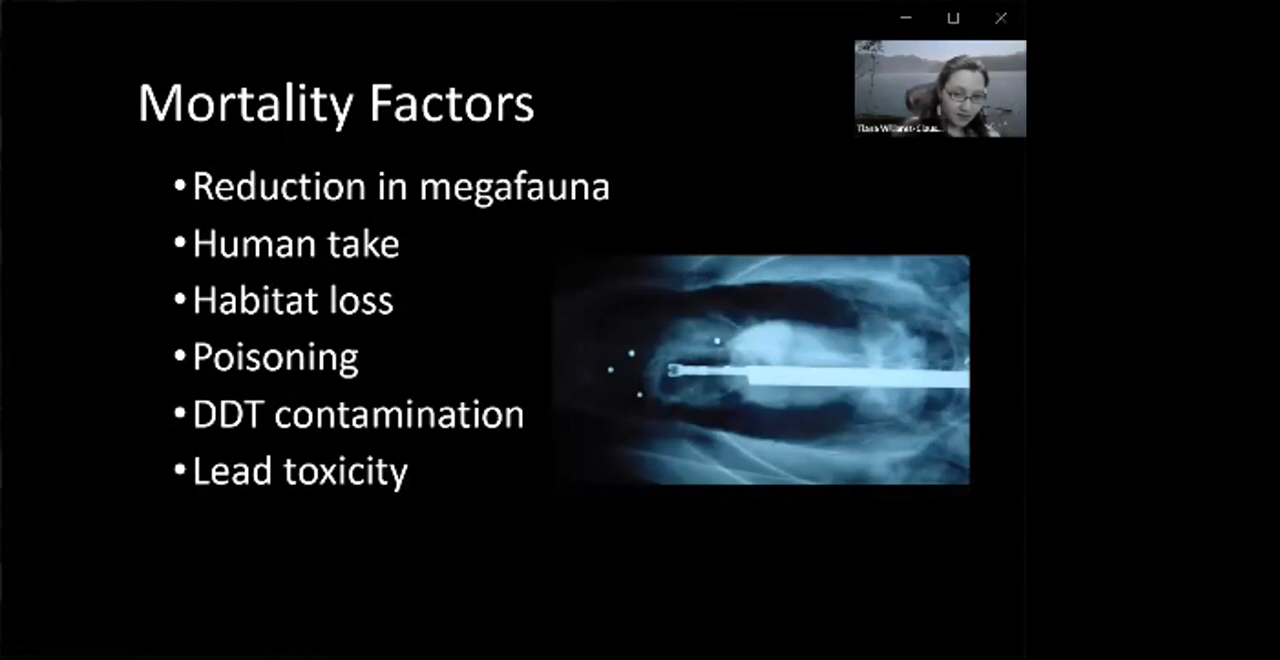 Mortality Factors
•Reduction in megafauna
•Human take
•Habitat loss
•Poisoning
•DDT contamination
•Lead toxicity